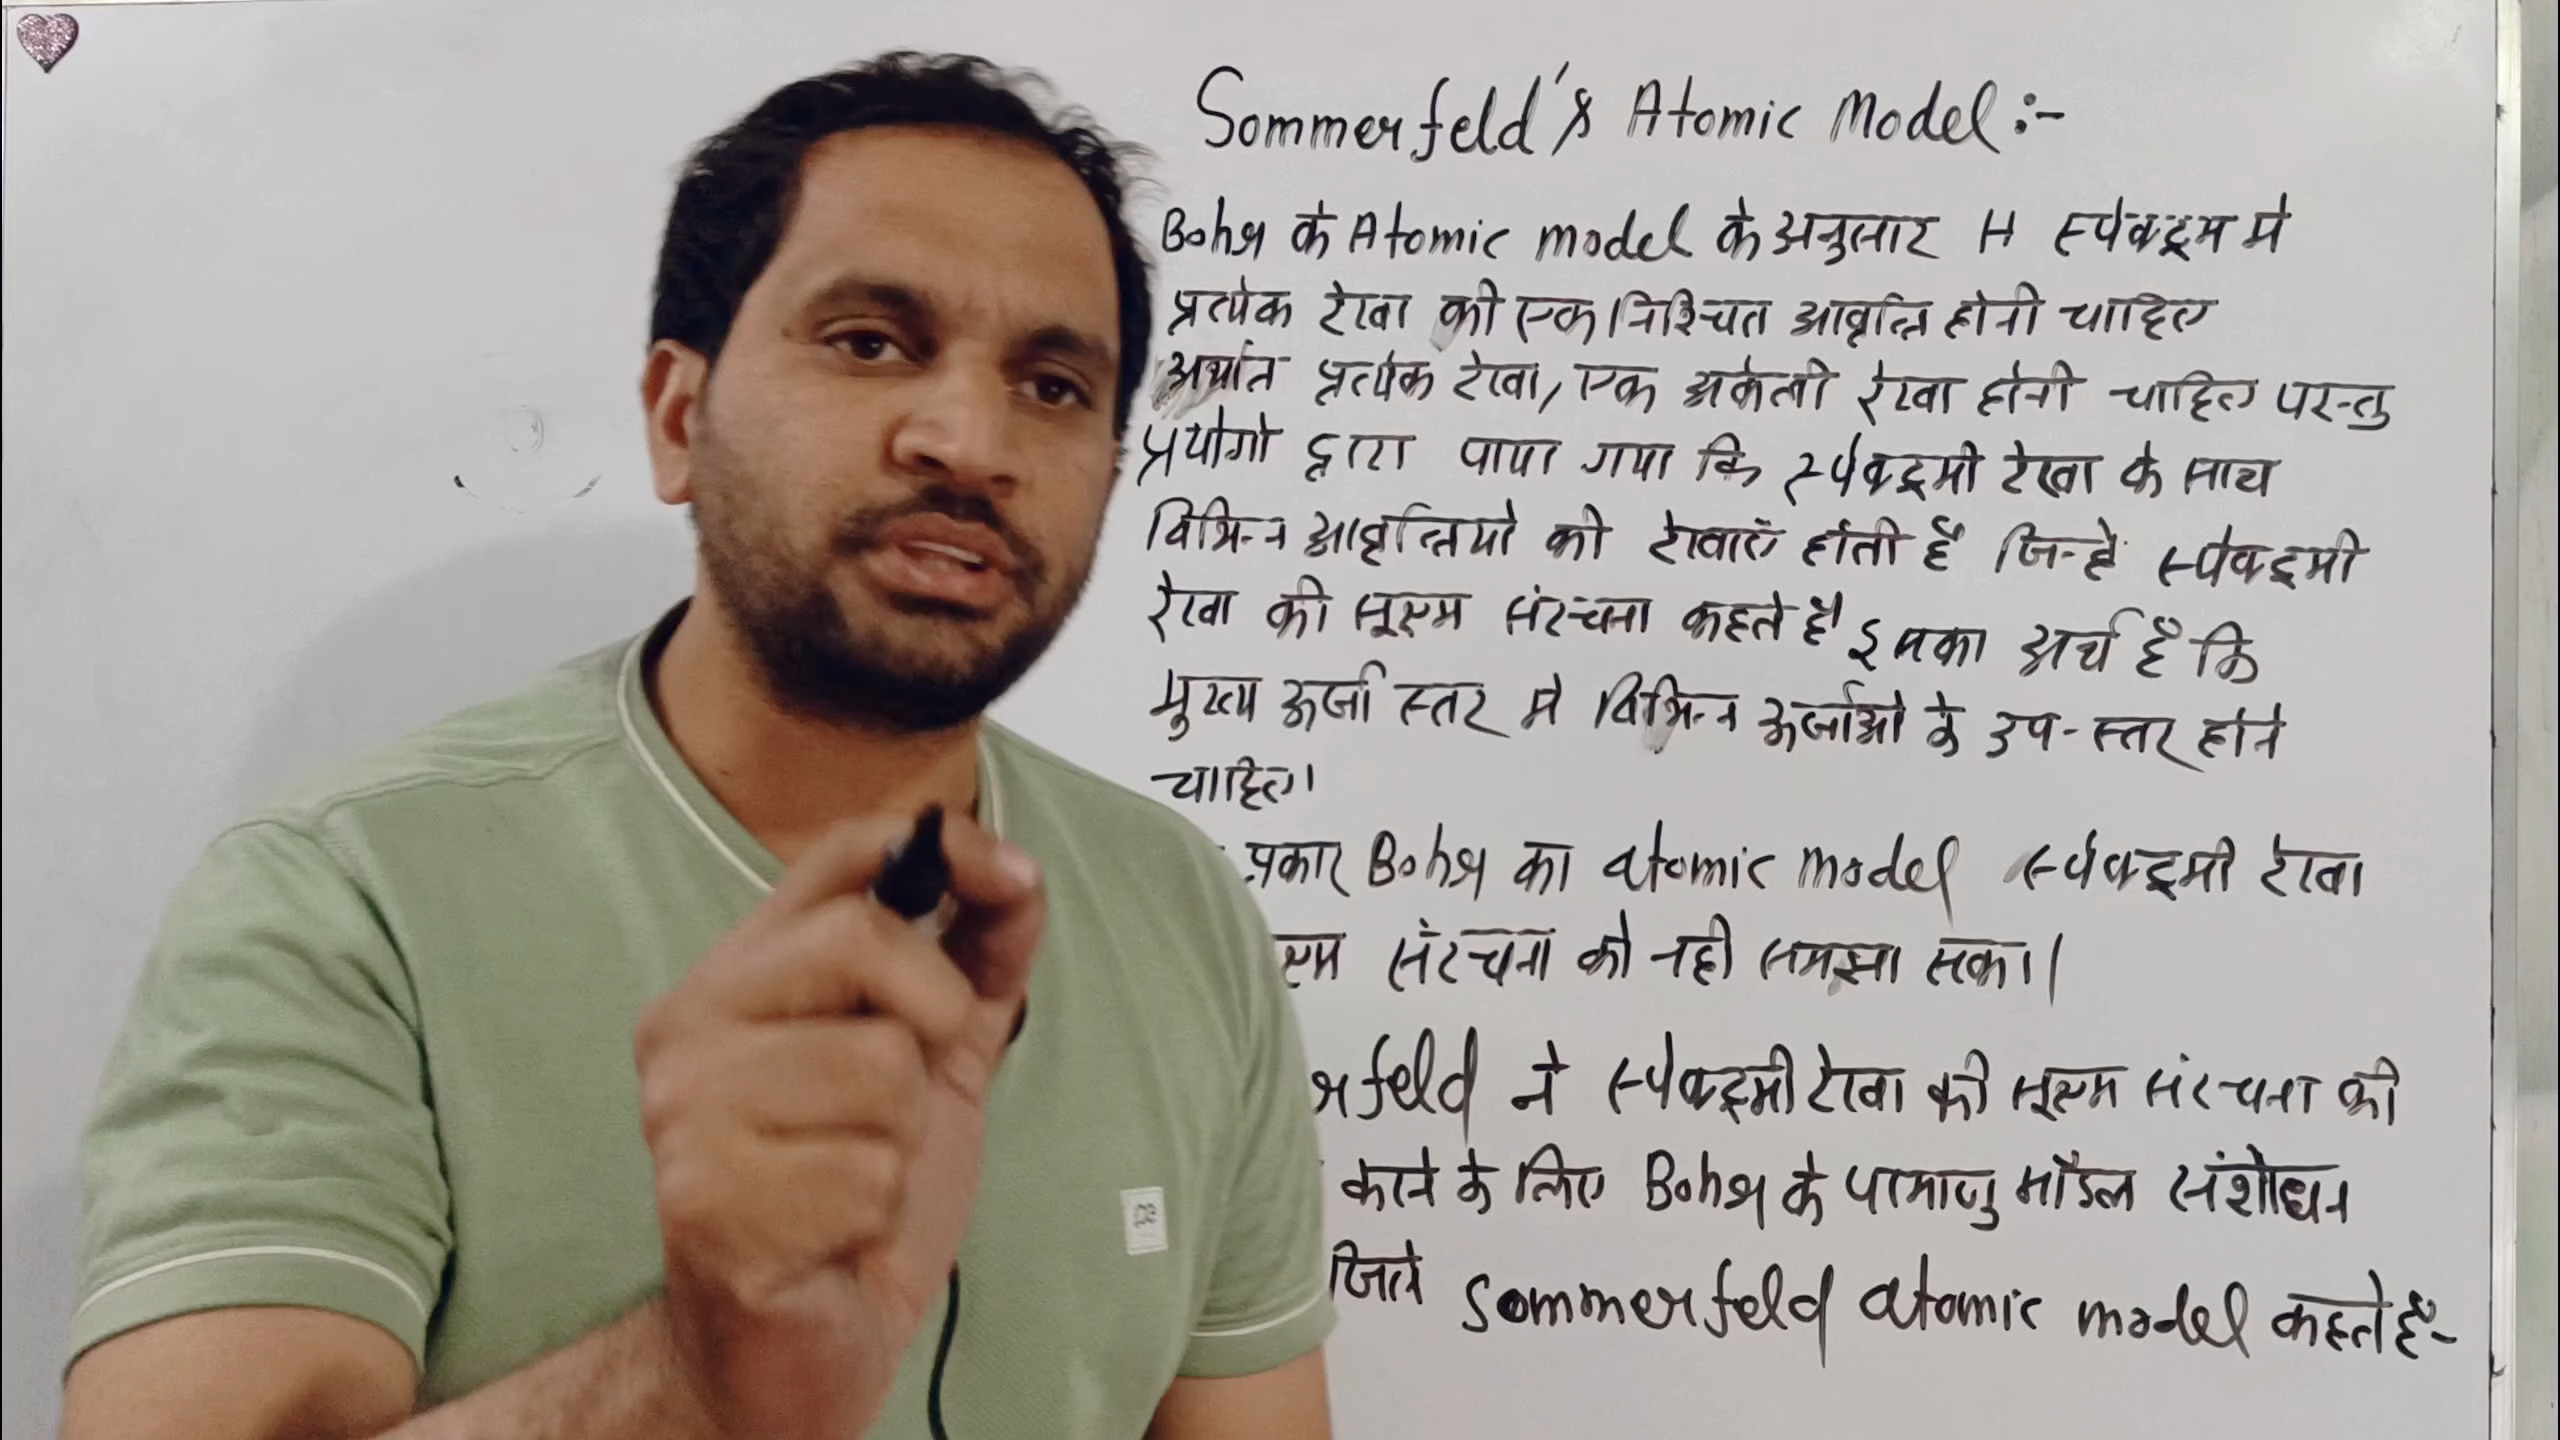 Sommerfeld's Atomic Model :-
Bohr के Atomic model के अनुसार H स्पेक्ट्रम मे
प्रत्येक रेखा की एक निश्चित आवृत्ति होनी चाहिए
अर्थात प्रत्येक रेखा, एक अकेली रेखा होनी चाहिए परन्तु
प्रयोगो द्वारा पाया गया कि स्पेक्ट्रमी रेखा के साथ
विभिन्न आवृत्तियो की रेखाएं होती है जिन्हे स्पेक्ट्रमी
रेखा की सूक्ष्म संरचना कहते है इसका अर्थ है कि
मुख्य ऊर्जा स्तर मे विभिन्न ऊर्जाओ के उप-स्तर होने
चाहिए।
प्रकार Bohr का atomic model स्पेक्ट्रमी रेखा
संरचना को नही समझा सका।
feld ने स्पेक्ट्रमी रेखा की सूक्ष्म संरचना की
करने के लिए Bohr के परमाणु मॉडल संशोधन
जिसे Sommerfeld atomic model कहते है-